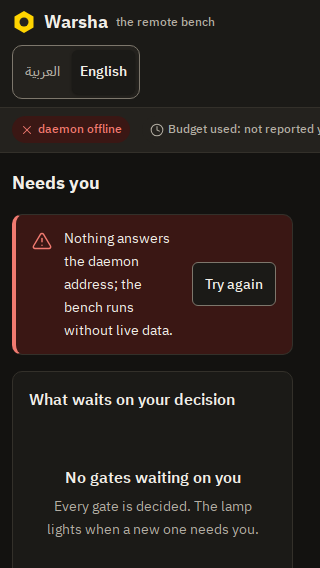 Warsha the remote bench
العربية English
daemon offline Budget used: not reported
Needs you
Nothing answers
the daemon
address; the
bench runs
without live data.
Try again
What waits on your decision
No gates waiting on you
Every gate is decided. The lamp
lights when a new one needs you.